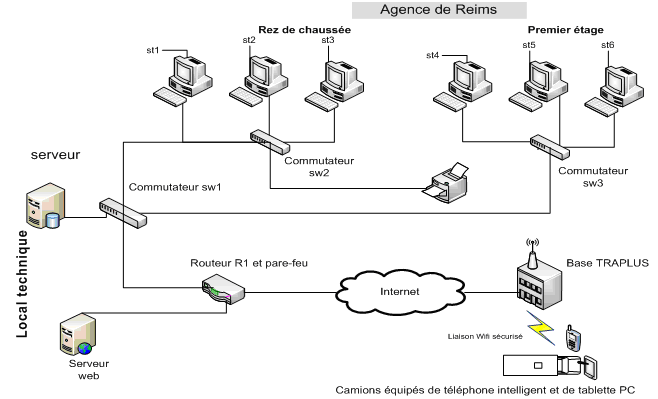 Agence de Reims
Rez de chaussée
Premier étage
st1
st2
st3
st4
st5
st6
serveur
Commutateur
sw2
Commutateur
sw3
Commutateur sw1
Local technique
Routeur R1 et pare-feu
Internet
Base TRAPLUS
Liaison Wifi sécurisé
Serveur
web
Camions équipés de téléphone intelligent et de tablette PC